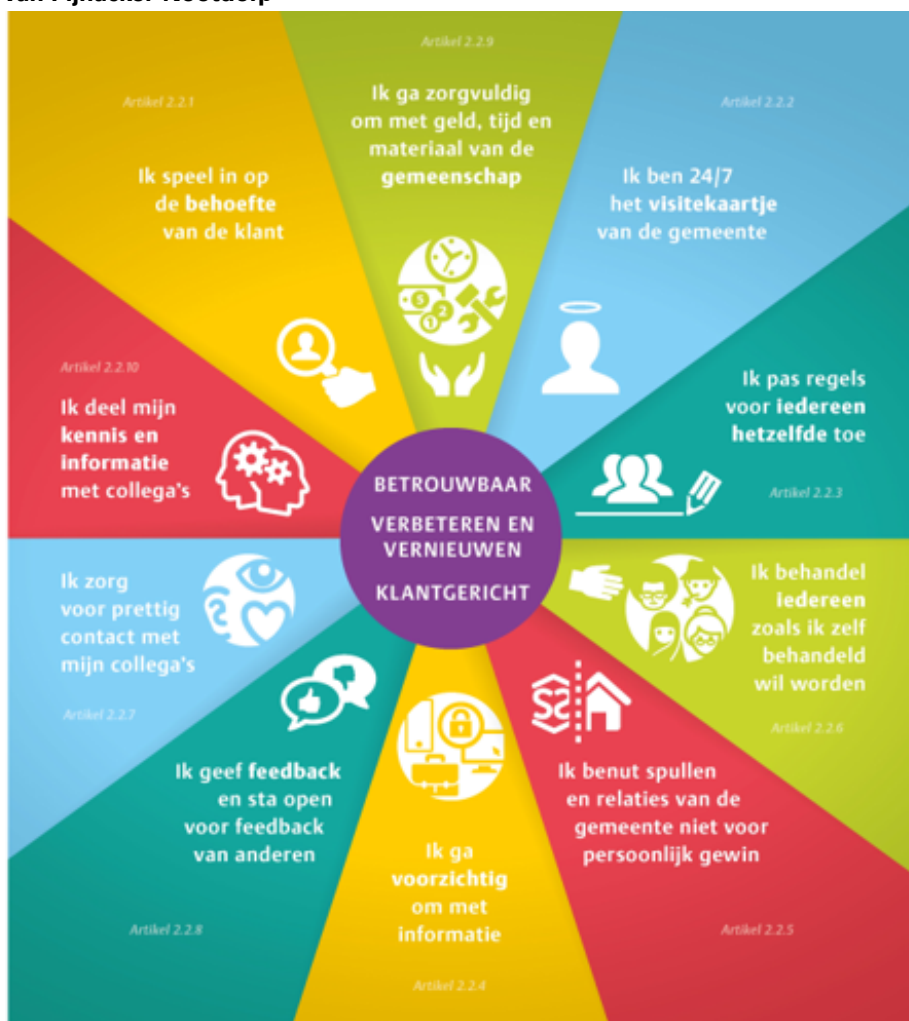 van Pijnacker-Nootdorp
Artikel 2.2.9
Ik ga zorgvuldig
om met geld, tijd en
materiaal van de
gemeenschap
5
2
1
Artikel 2.2.2
Ik ben 24/7
het visitekaartje
van de gemeente
Ik pas regels
voor iedereen
hetzelfde toe
Artikel 2.2.3
Ik behandel
iedereen
zoals ik zelf
behandeld
wil worden
Artikel 2.2.6
Ik benut spullen
en relaties van de
gemeente niet voor
persoonlijk gewin
Artikel 2.2.5
Ik ga
voorzichtig
om met
informatie
Artikel 2.2.4
Ik geef feedback
en sta open
voor feedback
van anderen
Artikel 2.2.8
Ik zorg
voor prettig
contact met
mijn collega's
Artikel 2.2.7
Artikel 2.2.10
Ik deel mijn
kennis en
informatie
met collega's
Artikel 2.2.1
Ik speel in op
de behoefte
van de klant
BETROUWBAAR
VERBETEREN EN
VERNIEUWEN
KLANTGERICHT